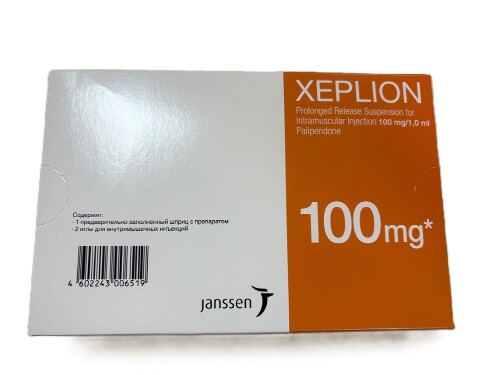 XEPLION
Prolonged Release Suspension for
Intramuscular Injection 100 mg/1,0 ml
Paliperidone
100mg*
Содержит:
- 1 предварительно заполненный шприц с препаратом
- 2 иглы для внутримышечных инъекций
4 602243 006519
janssen